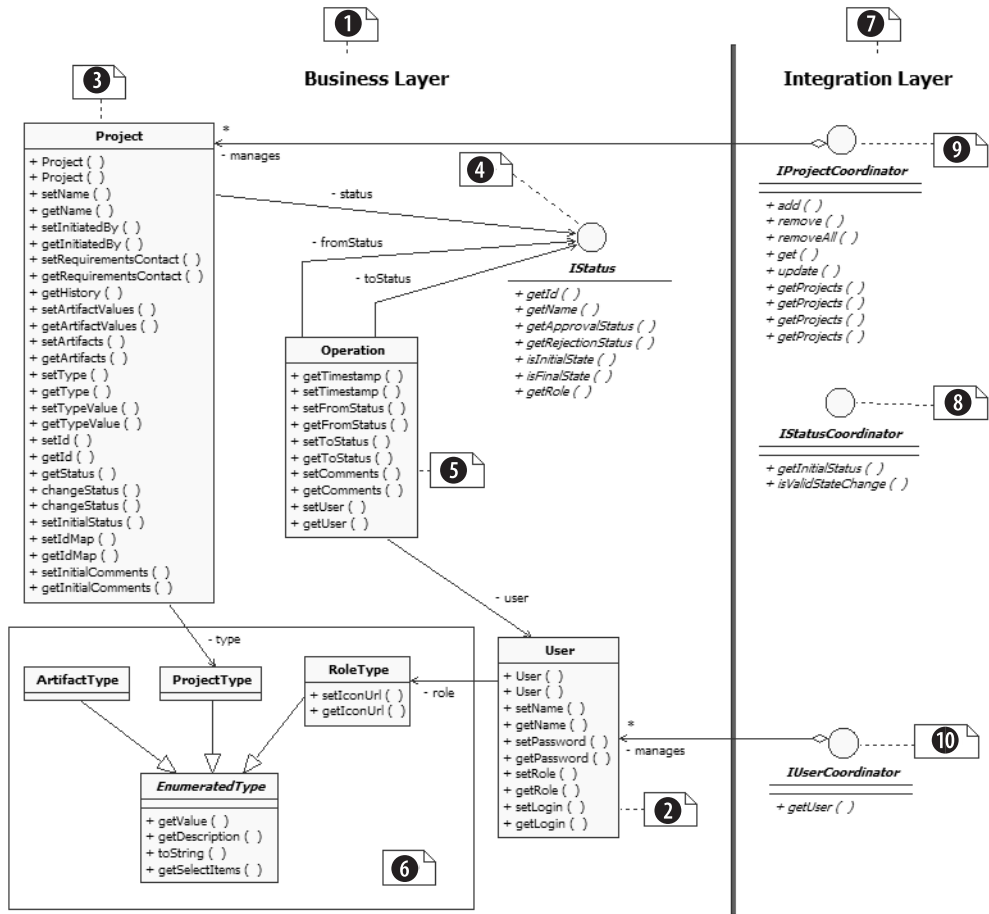 1
7
Business Layer
Integration Layer
3
Project
+ Project ( )
+ Project ( )
+ setName ( )
+ getName ( )
+ setInitiatedBy ( )
+ getInitiatedBy ( )
+ setRequirementsContact ( )
+ getRequirementsContact ( )
+ getHistory ( )
+ setArtifactValues ( )
+ getArtifactValues ( )
+ setArtifacts ( )
+ getArtifacts ( )
+ setType ( )
+ getType ( )
+ setTypeValue ( )
+ getTypeValue ( )
+ setId ( )
+ getId ( )
+ getStatus ( )
+ changeStatus ( )
+ changeStatus ( )
+ setInitialStatus ( )
+ setIdMap ( )
+ getIdMap ( )
+ setInitialComments ( )
+ getInitialComments ( )
*
- manages
- status
- fromStatus
- toStatus
4
IStatus
+ getId ( )
+ getName ( )
+ getApprovalStatus ( )
+ getRejectionStatus ( )
+ isInitialState ( )
+ isFinalState ( )
+ getRole ( )
9
IProjectCoordinator
+ add ( )
+ remove ( )
+ removeAll ( )
+ get ( )
+ update ( )
+ getProjects ( )
+ getProjects ( )
+ getProjects ( )
+ getProjects ( )
Operation
+ getTimestamp ( )
+ setTimestamp ( )
+ setFromStatus ( )
+ getFromStatus ( )
+ setToStatus ( )
+ getToStatus ( )
+ setComments ( )
+ getComments ( )
+ setUser ( )
+ getUser ( )
5
8
IStatusCoordinator
+ getInitialStatus ( )
+ isValidStateChange ( )
- user
- type
ArtifactType
ProjectType
RoleType
+ setIconUrl ( )
+ getIconUrl ( )
- role
User
+ User ( )
+ User ( )
+ setName ( )
+ getName ( )
+ setPassword ( )
+ getPassword ( )
+ setRole ( )
+ getRole ( )
+ setLogin ( )
+ getLogin ( )
*
- manages
2
10
IUserCoordinator
+ getUser ( )
EnumeratedType
+ getValue ( )
+ getDescription ( )
+ toString ( )
+ getSelectItems ( )
6